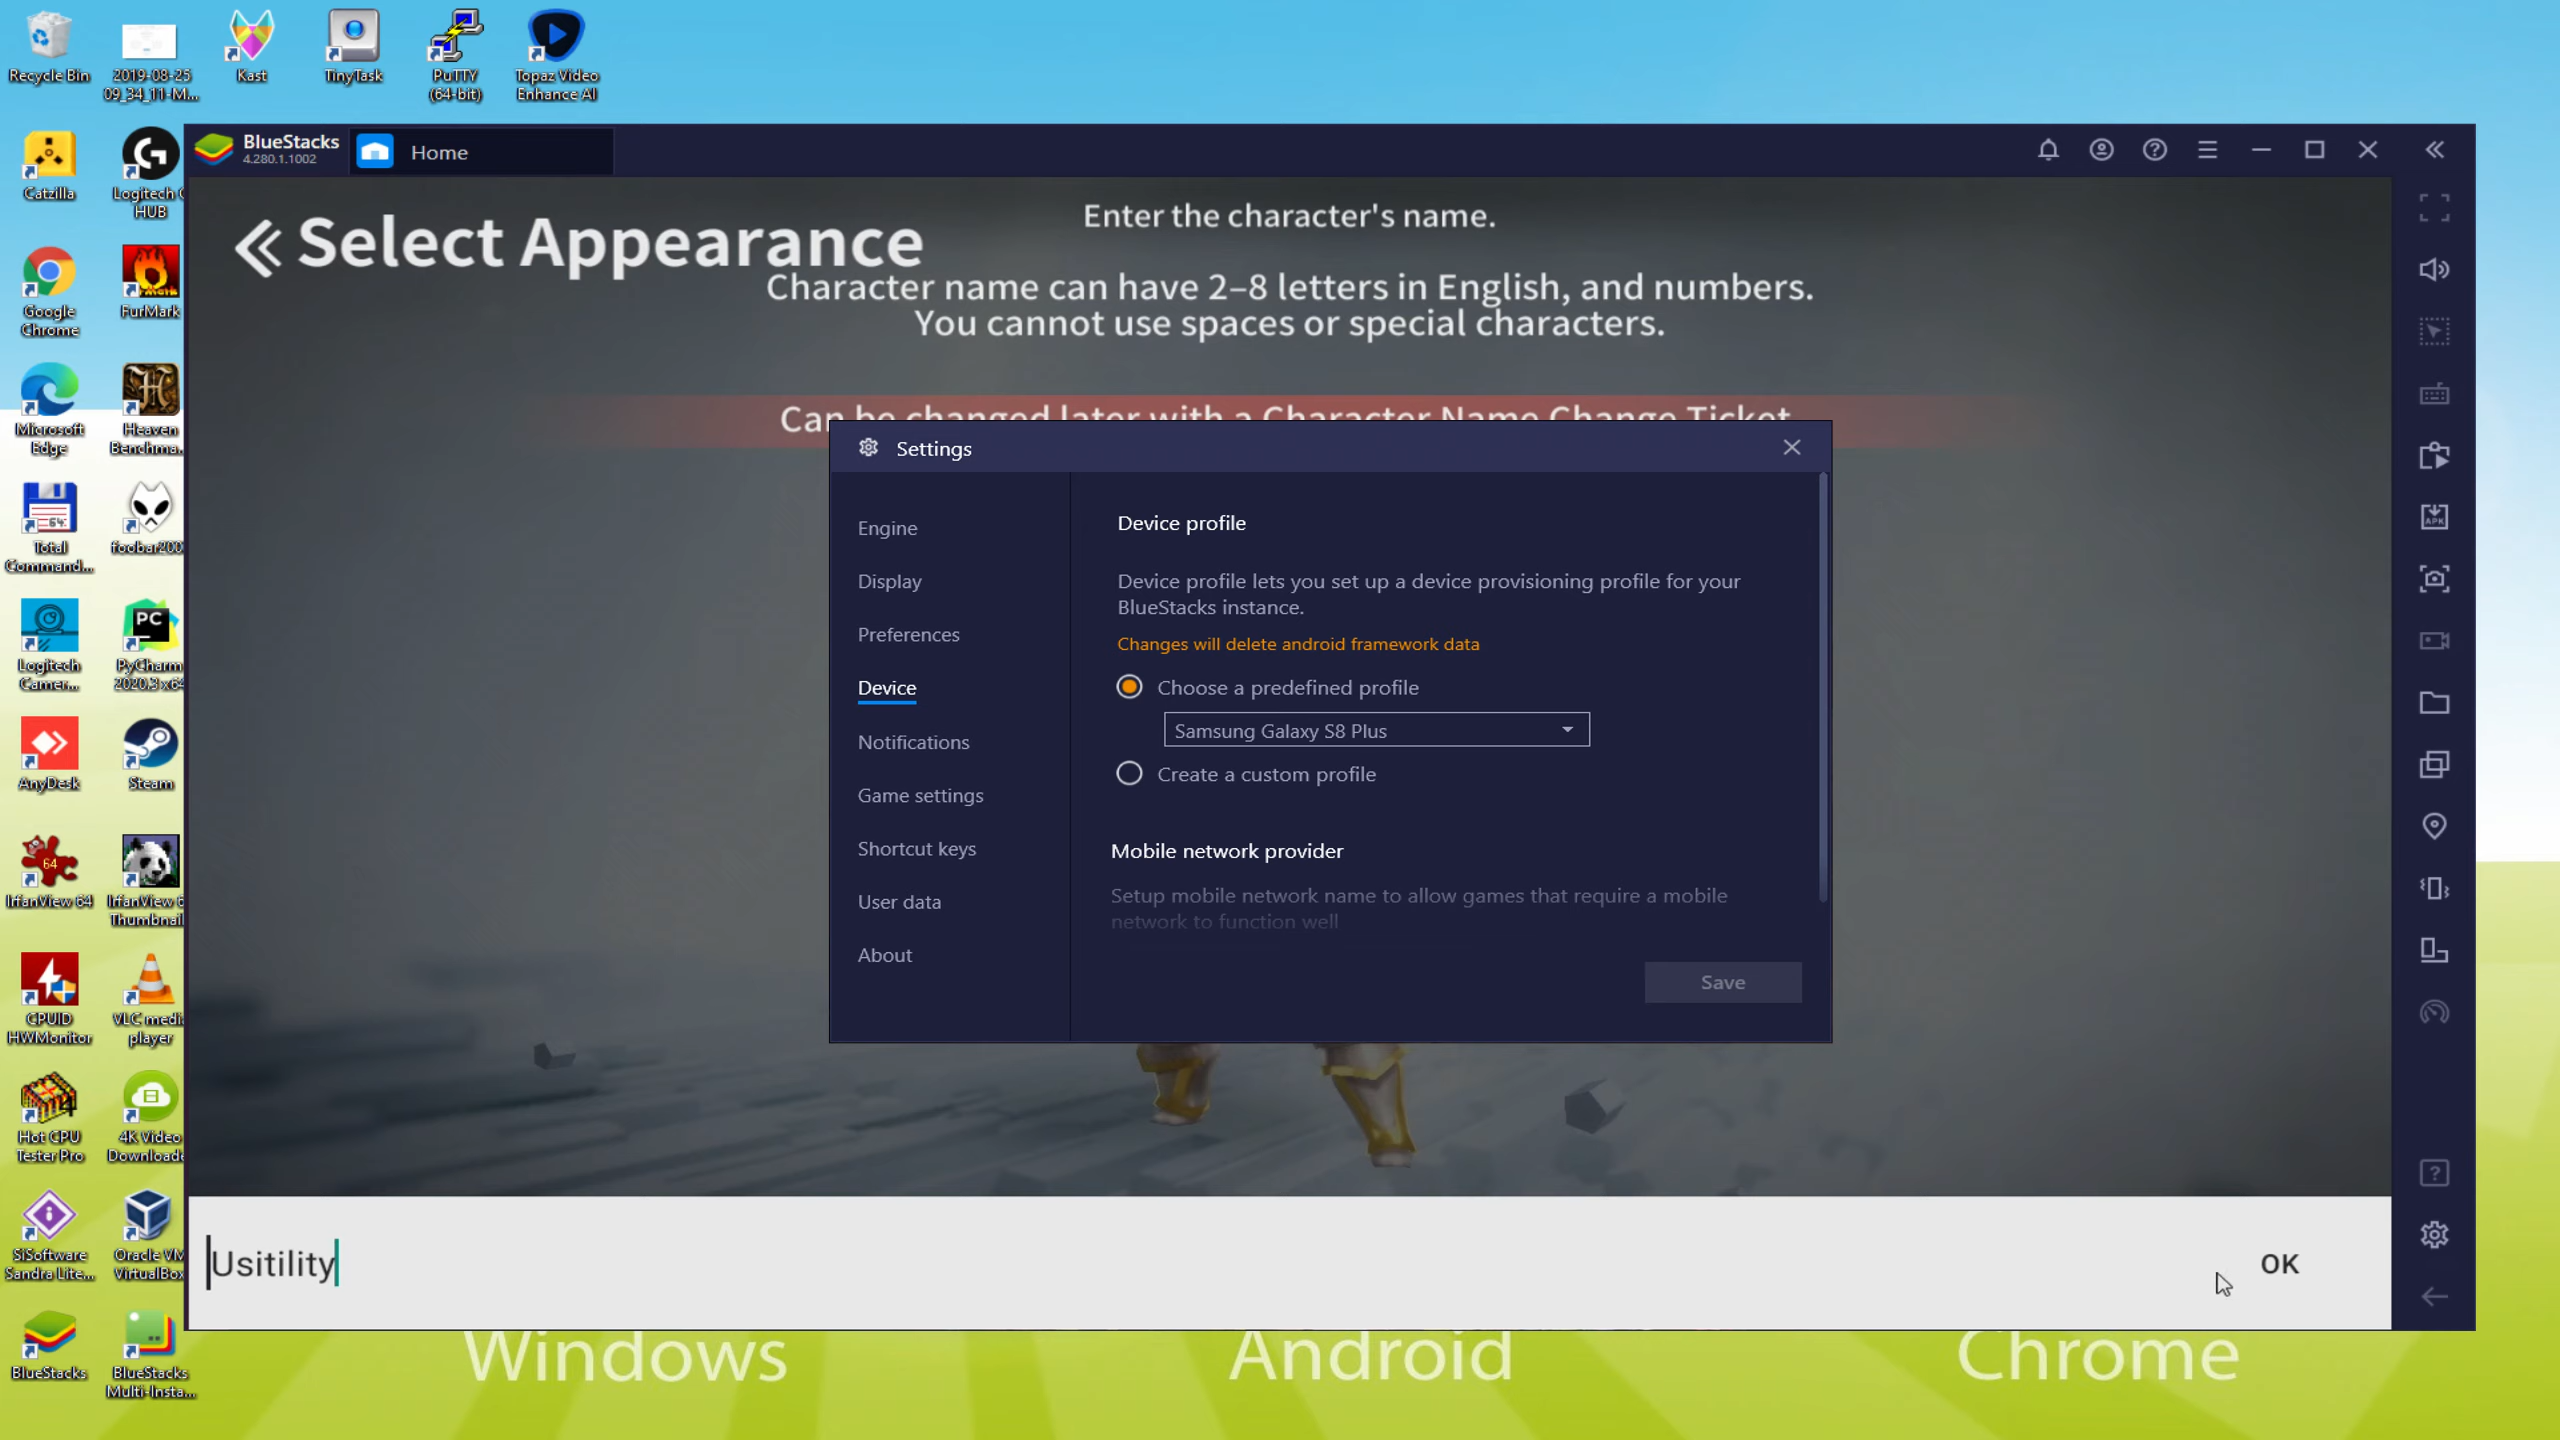 Recycle Bin
2019-08-25
09_34_11-M...
Kast
TinyTask
PuTTY
(64-bit)
Topaz Video
Enhance AI
Catzilla
Logitech G
HUB
Google
Chrome
FurMark
Microsoft
Edge
Heaven
Benchma...
Total
Command...
foobar200
Logitech
Camer...
PyCharm
2020.3 x64
AnyDesk
Steam
IrfanView 64
IrfanView 6
Thumbnail
CPUID
HWMonitor
VLC medi
player
Hot CPU
Tester Pro
4K Video
Downloade
SiSoftware
Sandra Lite...
Oracle VM
VirtualBox
BlueStacks
BlueStacks
Multi-Insta...
BlueStacks
4.280.1.1002
Home
Select Appearance
Enter the character's name.
Character name can have 2–8 letters in English, and numbers.
You cannot use spaces or special characters.
Can be changed later with a Character Name Change Ticket
Settings
Engine
Display
Preferences
Device
Notifications
Game settings
Shortcut keys
User data
About
Device profile
Device profile lets you set up a device provisioning profile for your
BlueStacks instance.
Changes will delete android framework data
Choose a predefined profile
Samsung Galaxy S8 Plus
Create a custom profile
Mobile network provider
Setup mobile network name to allow games that require a mobile
network to function well
Save
Usitility
OK
Windows
Android
Chrome